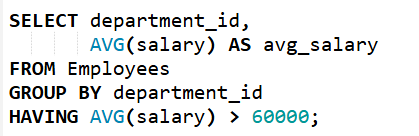 SELECT department_id,
       AVG(salary) AS avg_salary
FROM Employees
GROUP BY department_id
HAVING AVG(salary) > 60000;